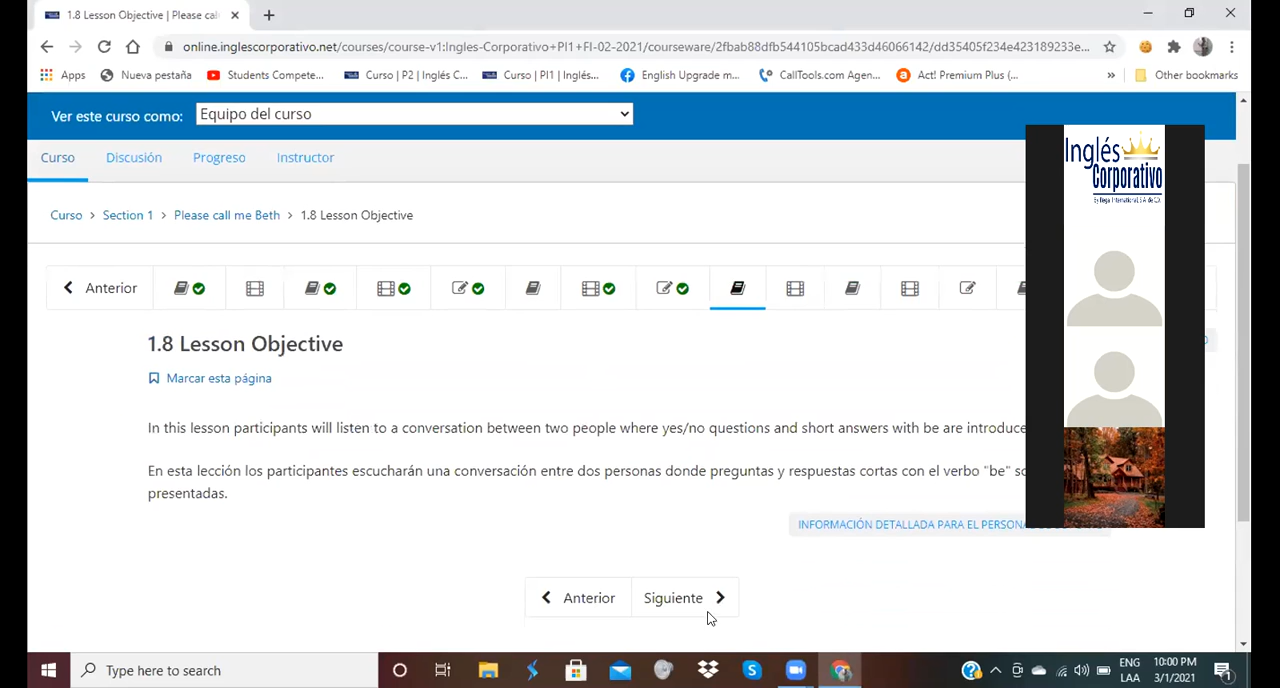 1.8 Lesson Objective | Please cal
online.inglescorporativo.net/courses/course-v1:Ingles-Corporativo+PI1+FI-02-2021/courseware/2fbab88dfb544105bcad433d46066142/dd35405f234e423189233e...
Apps Nueva pestaña Students Compete... Curso | P2 | Inglés C... Curso | PI1 | Inglés... English Upgrade m... CallTools.com Agen... Act! Premium Plus (... » Other bookmarks
Ver este curso como: Equipo del curso
Curso Discusión Progreso Instructor
Inglés
Corporativo
Curso > Section 1 > Please call me Beth > 1.8 Lesson Objective
Anterior
1.8 Lesson Objective
Marcar esta página
In this lesson participants will listen to a conversation between two people where yes/no questions and short answers with be are introduce
En esta lección los participantes escucharán una conversación entre dos personas donde preguntas y respuestas cortas con el verbo "be" so
presentadas.
INFORMACIÓN DETALLADA PARA EL PERSONA
Anterior Siguiente
Type here to search
ENG 10:00 PM
LAA 3/1/2021